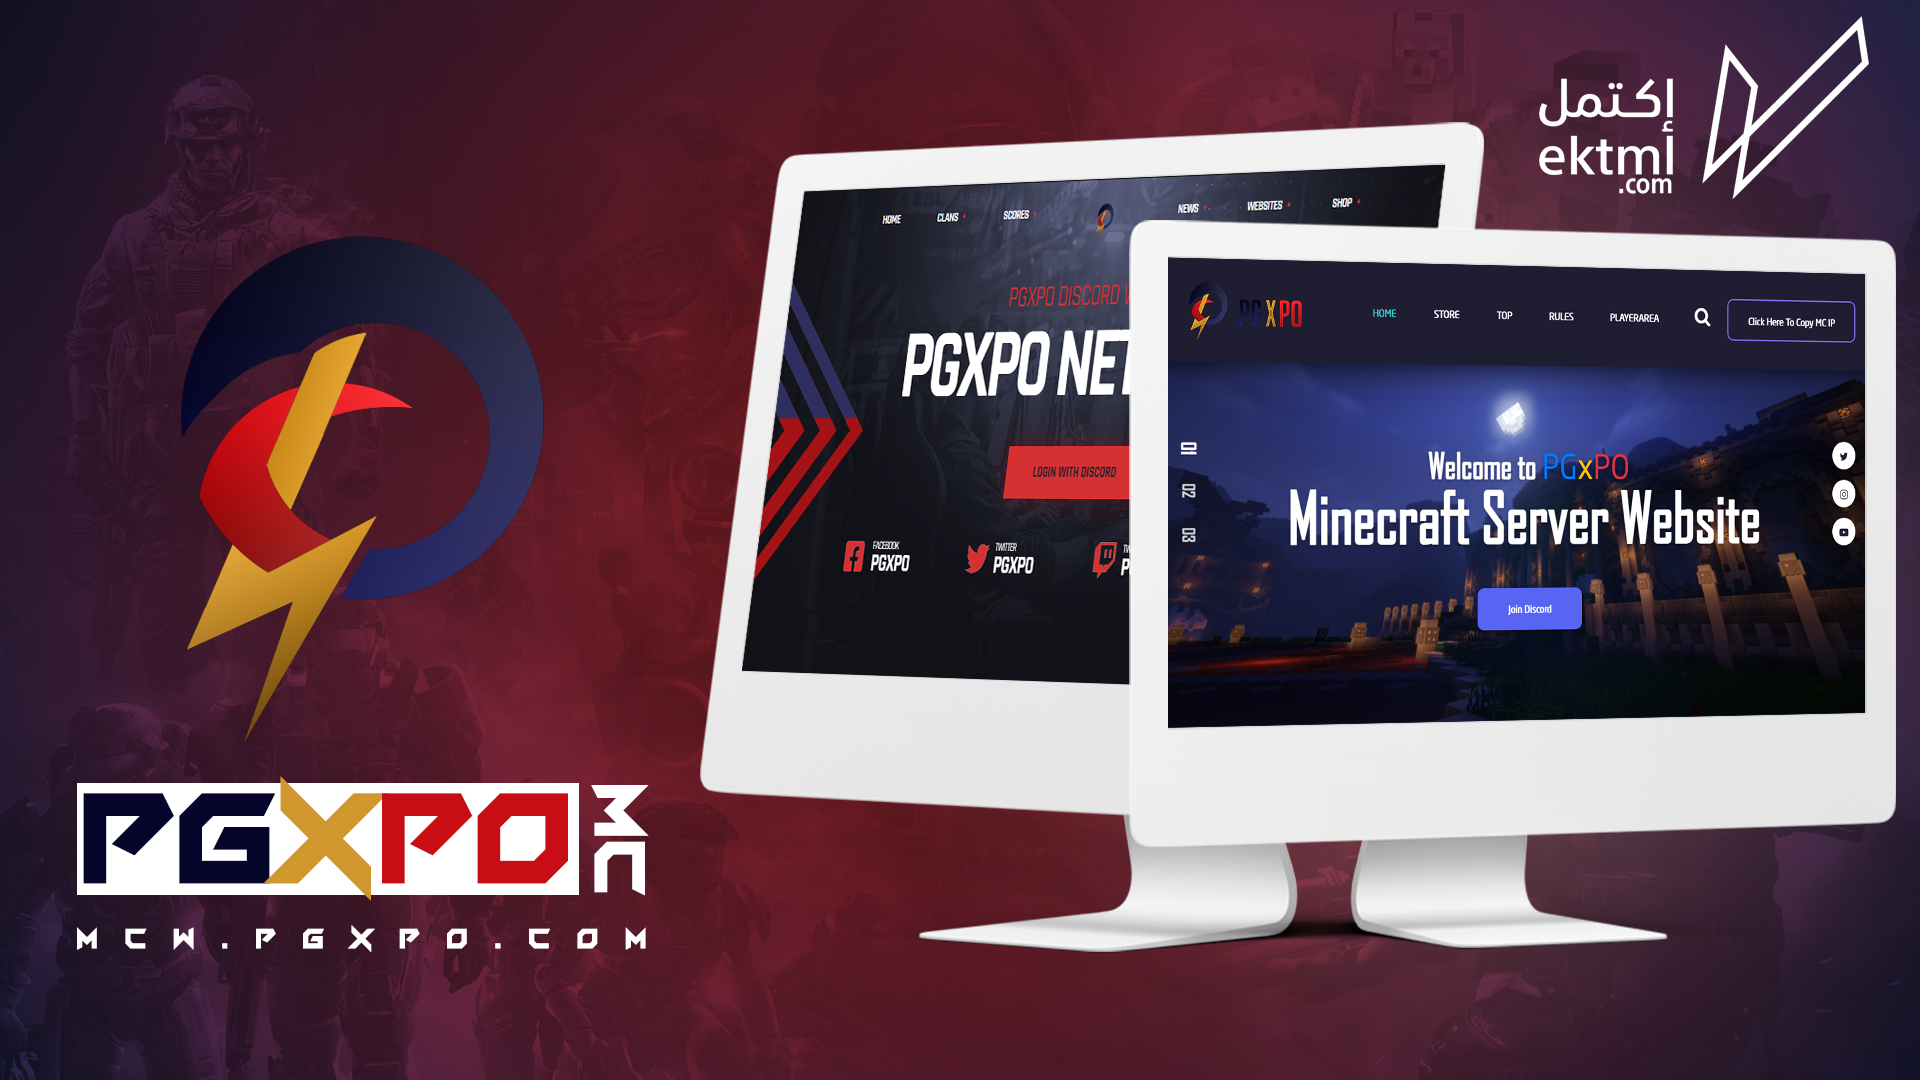 إكتمل
ektml
.com
HOME
CLANS
SCORES
NEWS
WEBSITES
SHOP
PGXPO DISCORD
PGXPO NET
LOGIN WITH DISCORD
FACEBOOK
PGXPO
TWITTER
PGXPO
PGXPO
HOME
STORE
TOP
RULES
PLAYERAREA
Click Here To Copy MC IP
01
02
03
Welcome to PGxPO
Minecraft Server Website
Join Discord
PGXPO
MCW.PGXPO.COM